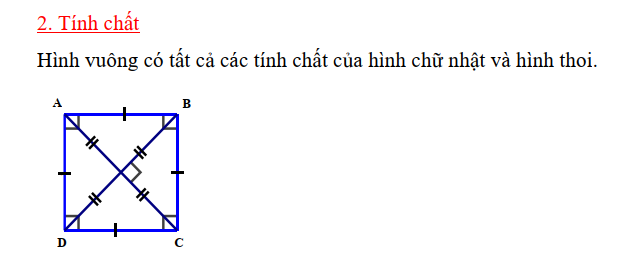 2. Tính chất
Hình vuông có tất cả các tính chất của hình chữ nhật và hình thoi.
A B
D C